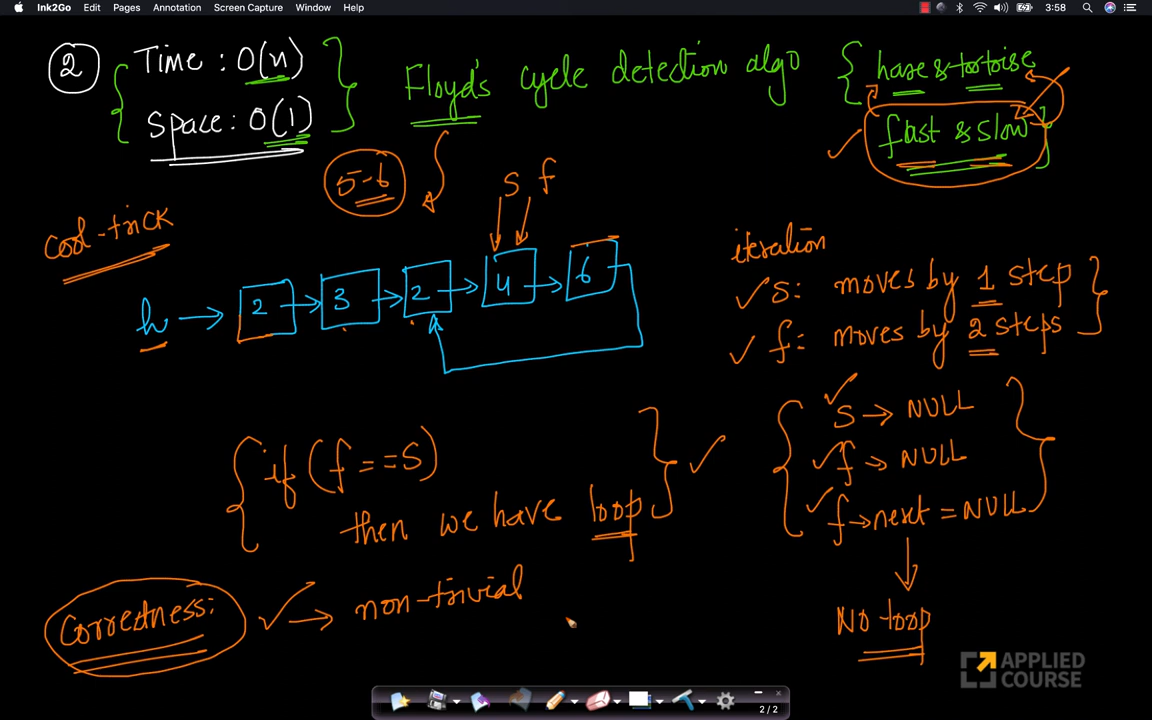 Ink2Go Edit Pages Annotation Screen Capture Window Help 3:58
2 Time : O(n)
Space : O(1)
Floyd's cycle detection algo
hare & tortoise
fast & slow
5-6
cool-trick
s f
h → 2 → 3 → 2 → 4 → 6
iteration
s: moves by 1 step
f: moves by 2 steps
if (f==s)
then we have loop
s → NULL
f → NULL
f → next = NULL
No loop
Correctness: → non-trivial
APPLIED
COURSE
2 / 2